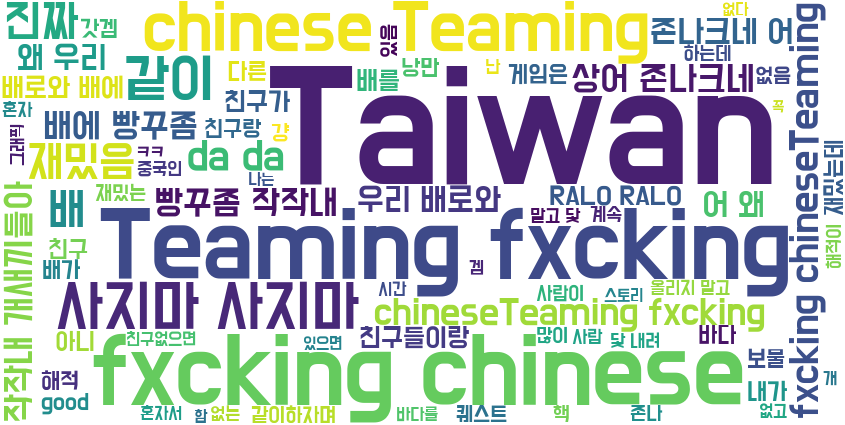 진짜
갓겜
chinese Teaming
있음
없다
존나크네 어
왜 우리
같이
다른
배를
낭만
난
게임은
상어 존나크네
하는데
없음
배로와 배에
친구가
Taiwan
혼자
배에 빵꾸좀
친구랑
걍
꼭
그래픽
재밌음
ㅋㅋ
중국인
da da
나는
fxcking chineseTeaming
재밌는데
작작내 개새끼들아
배
재밌는
빵꾸좀 작작내
우리 배로와
RALO RALO
말고 닻
계속
어 왜
친구
배가
Teaming fxcking
겜
해적이
사지마 사지마
시간
사람이
스토리
올리지 말고
chineseTeaming fxcking
아니
친구없으면
있으면
친구들이랑
많이
사람
닻 내려
바다
해적
fxcking chinese
보물
good
내가
개
혼자서
함
없는
같이하자며
바다를
퀘스트
핵
존나
없고